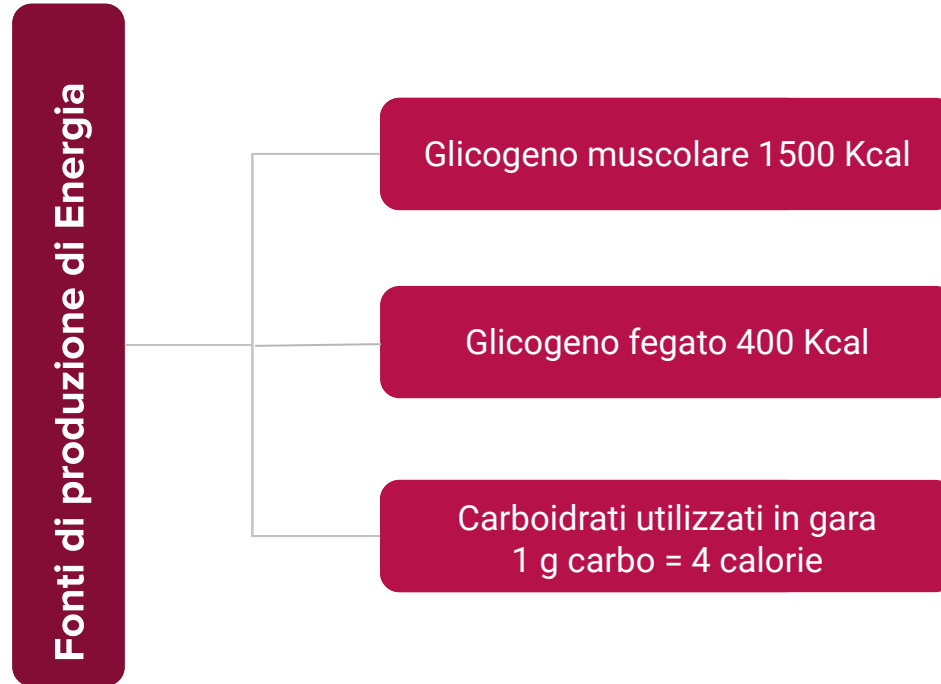 Fonti di produzione di Energia
Glicogeno muscolare 1500 Kcal
Glicogeno fegato 400 Kcal
Carboidrati utilizzati in gara
1 g carbo = 4 calorie